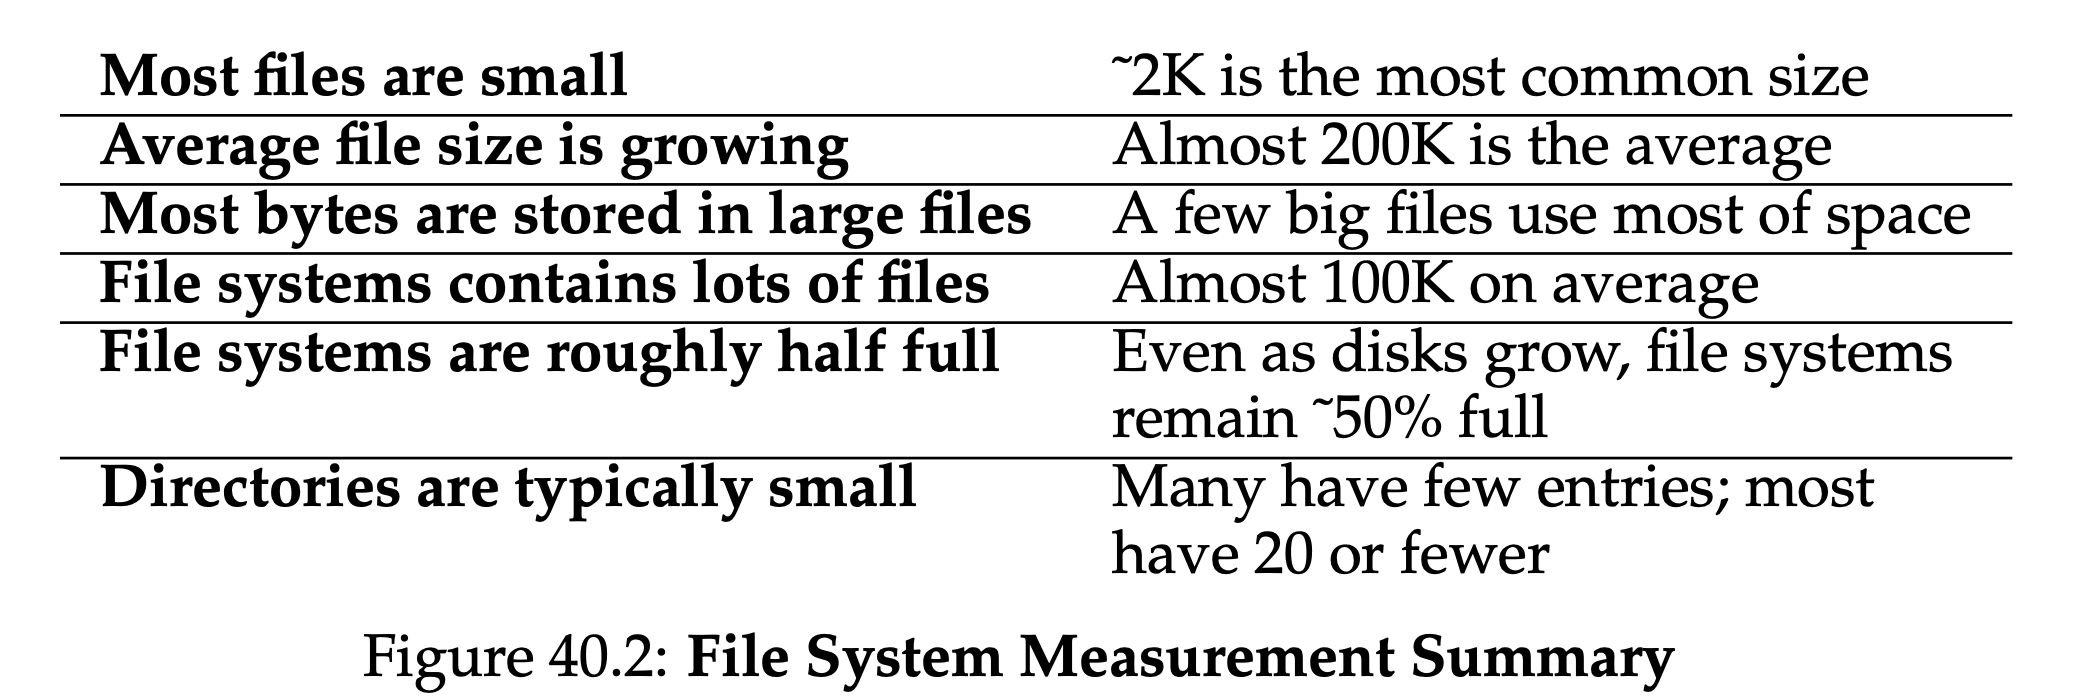 Most files are small ˜2K is the most common size
Average file size is growing Almost 200K is the average
Most bytes are stored in large files A few big files use most of space
File systems contains lots of files Almost 100K on average
File systems are roughly half full Even as disks grow, file systems
remain ˜50% full
Directories are typically small Many have few entries; most
have 20 or fewer
Figure 40.2: File System Measurement Summary